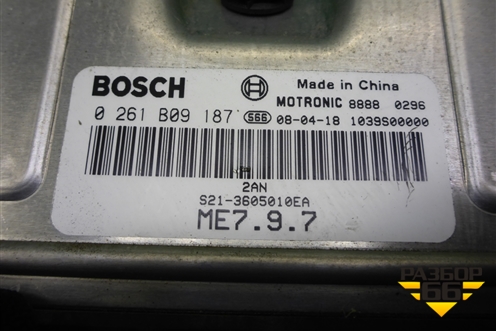 BOSCH
Made in China
MOTRONIC 8888 0296
0 261 B09 187 666 08-04-18 1039S00000
2AN
S21-3605010EA
ME7.9.7
РАЗБОР
66